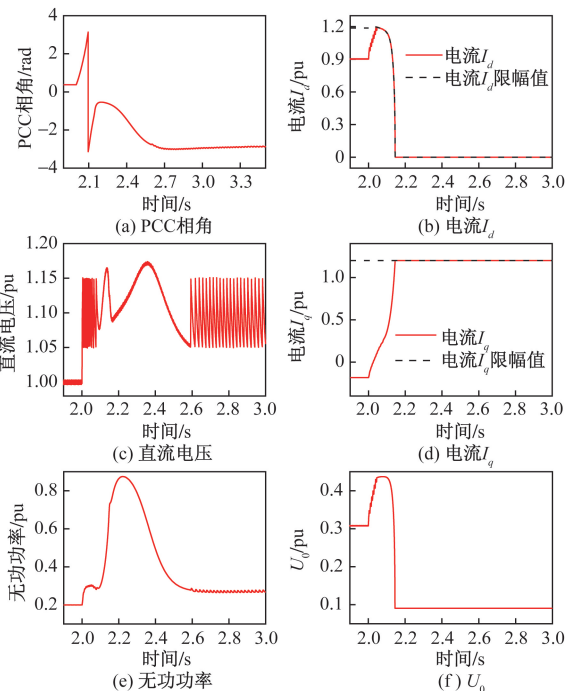 4
2
0
−2
−4
PCC相角/rad
2.1 2.4 2.7 3.0 3.3
时间/s
(a) PCC相角
1.2
0.9
0.6
0.3
0
电流Id/pu
电流Id
电流Id限幅值
2.0 2.2 2.4 2.6 2.8 3.0
时间/s
(b) 电流Id
1.20
1.15
1.10
1.05
1.00
直流电压/pu
2.0 2.2 2.4 2.6 2.8 3.0
时间/s
(c) 直流电压
1.0
0.5
0
电流Iq/pu
电流Iq
电流Iq限幅值
2.0 2.2 2.4 2.6 2.8 3.0
时间/s
(d) 电流Iq
0.8
0.6
0.4
0.2
无功功率/pu
2.0 2.2 2.4 2.6 2.8 3.0
时间/s
(e) 无功功率
0.4
0.3
0.2
0.1
U0/pu
2.0 2.2 2.4 2.6 2.8 3.0
时间/s
(f) U0